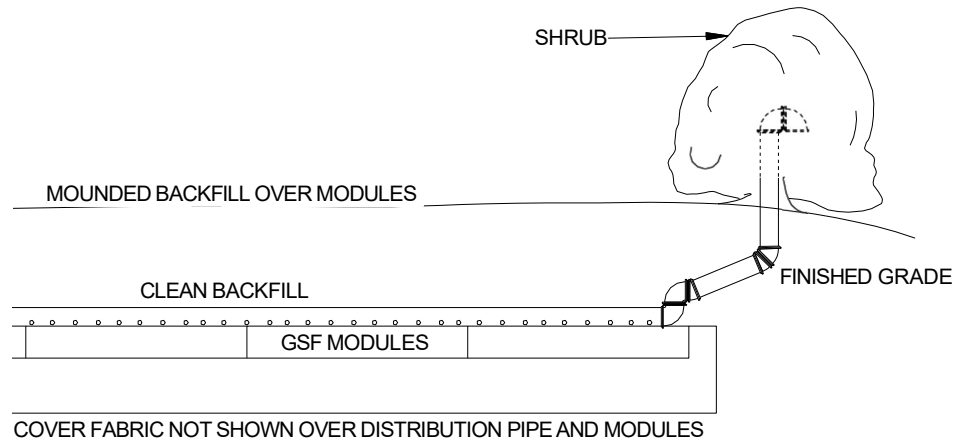 SHRUB
MOUNDED BACKFILL OVER MODULES
FINISHED GRADE
CLEAN BACKFILL
GSF MODULES
COVER FABRIC NOT SHOWN OVER DISTRIBUTION PIPE AND MODULES